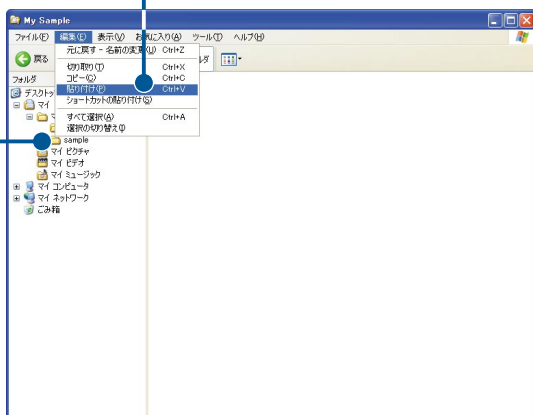 My Sample
ファイル(F) 編集(E) 表示(V) お気に入り(A) ツール(T) ヘルプ(H)
元に戻す - 名前の変更(U) Ctrl+Z
戻る
切り取り(T) Ctrl+X
コピー(C) Ctrl+C
貼り付け(P) Ctrl+V
ショートカットの貼り付け(S)
すべて選択(A) Ctrl+A
選択の切り替え(I)
フォルダ
デスクトッ
マイ
sample
マイ ピクチャ
マイ ビデオ
マイ ミュージック
マイ コンピュータ
マイ ネットワーク
ごみ箱